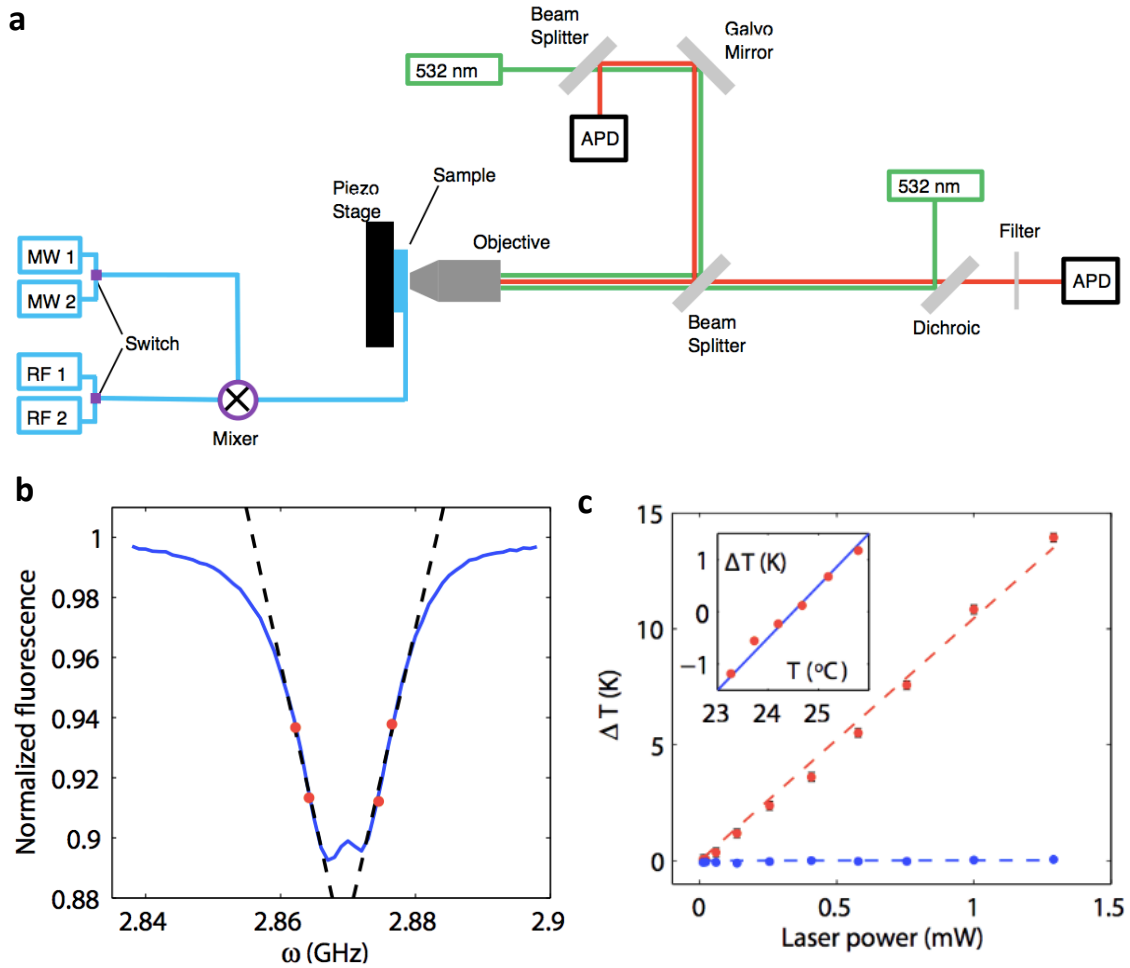 a
Beam
Splitter
Galvo
Mirror
532 nm
APD
Sample
532 nm
Piezo
Stage
Filter
Objective
MW 1
MW 2
APD
Switch
Beam
Splitter
Dichroic
RF 1
RF 2
Mixer
b
Normalized fluorescence
1
0.98
0.96
0.94
0.92
0.9
0.88
2.84
2.86
2.88
2.9
ω (GHz)
c
Δ T (K)
15
10
5
0
0
0.5
1.0
1.5
Laser power (mW)
ΔT (K)
1
0
−1
T (°C)
23
24
25